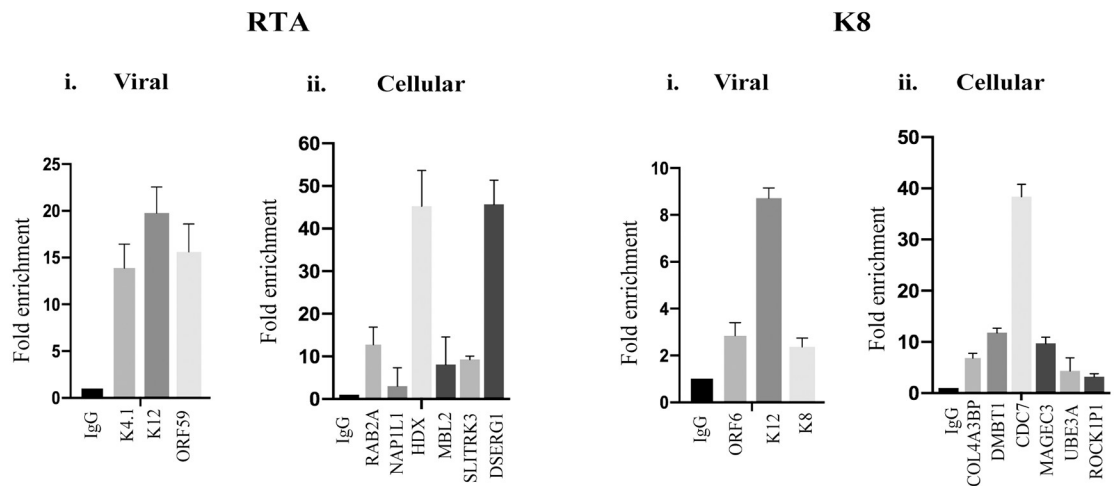 RTA
K8
i. Viral
ii. Cellular
i. Viral
ii. Cellular
Fold enrichment
25
20
15
10
5
0
IgG
K4.1
K12
ORF59
Fold enrichment
60
50
40
30
20
10
0
IgG
RAB2A
NAP1L1
HDX
MBL2
SLITRK3
DSERG1
Fold enrichment
10
8
6
4
2
0
IgG
ORF6
K12
K8
Fold enrichment
50
40
30
20
10
0
IgG
COL4A3BP
DMBT1
CDC7
MAGEC3
UBE3A
ROCK1P1